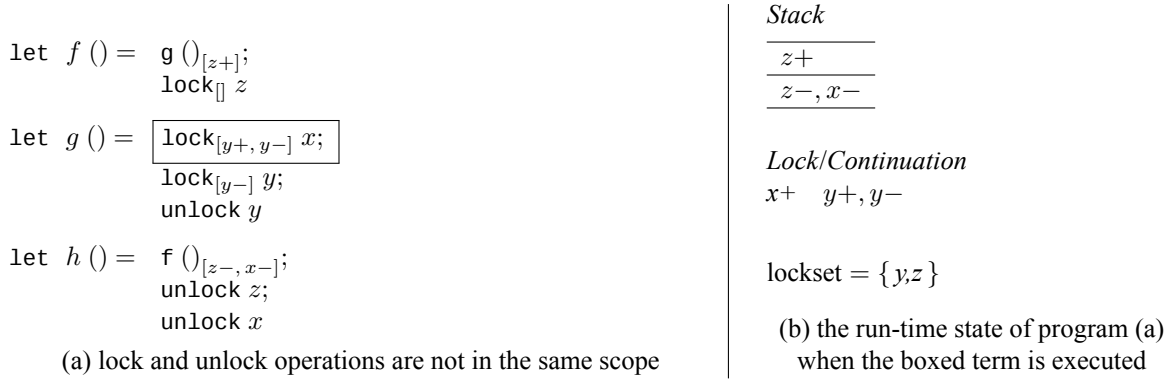 let f () = g ()[z+];
lock[] z
let g () = lock[y+, y−] x;
lock[y−] y;
unlock y
let h () = f ()[z−, x−];
unlock z;
unlock x
(a) lock and unlock operations are not in the same scope
Stack
z+
z−, x−
Lock/Continuation
x+ y+, y−
lockset = { y,z }
(b) the run-time state of program (a)
when the boxed term is executed